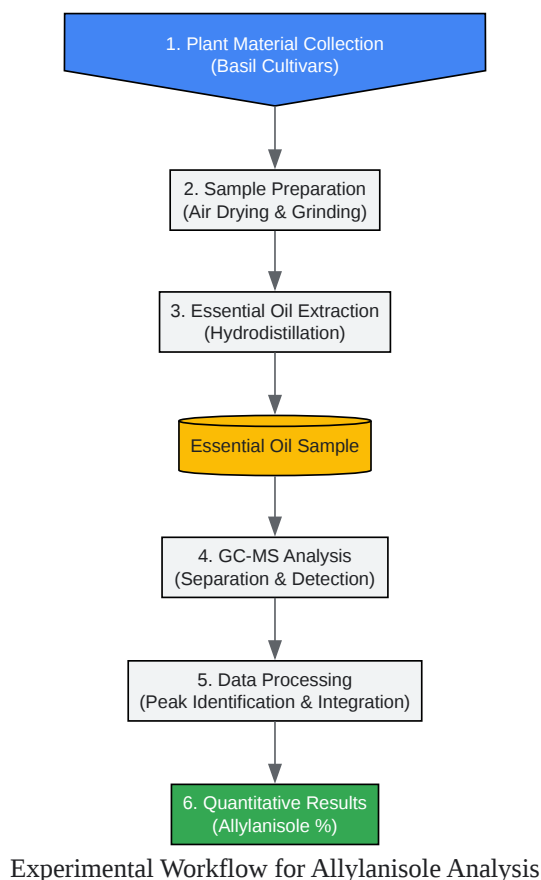 1. Plant Material Collection
(Basil Cultivars)
2. Sample Preparation
(Air Drying & Grinding)
3. Essential Oil Extraction
(Hydrodistillation)
Essential Oil Sample
4. GC-MS Analysis
(Separation & Detection)
5. Data Processing
(Peak Identification & Integration)
6. Quantitative Results
(Allylanisole %)
Experimental Workflow for Allylanisole Analysis